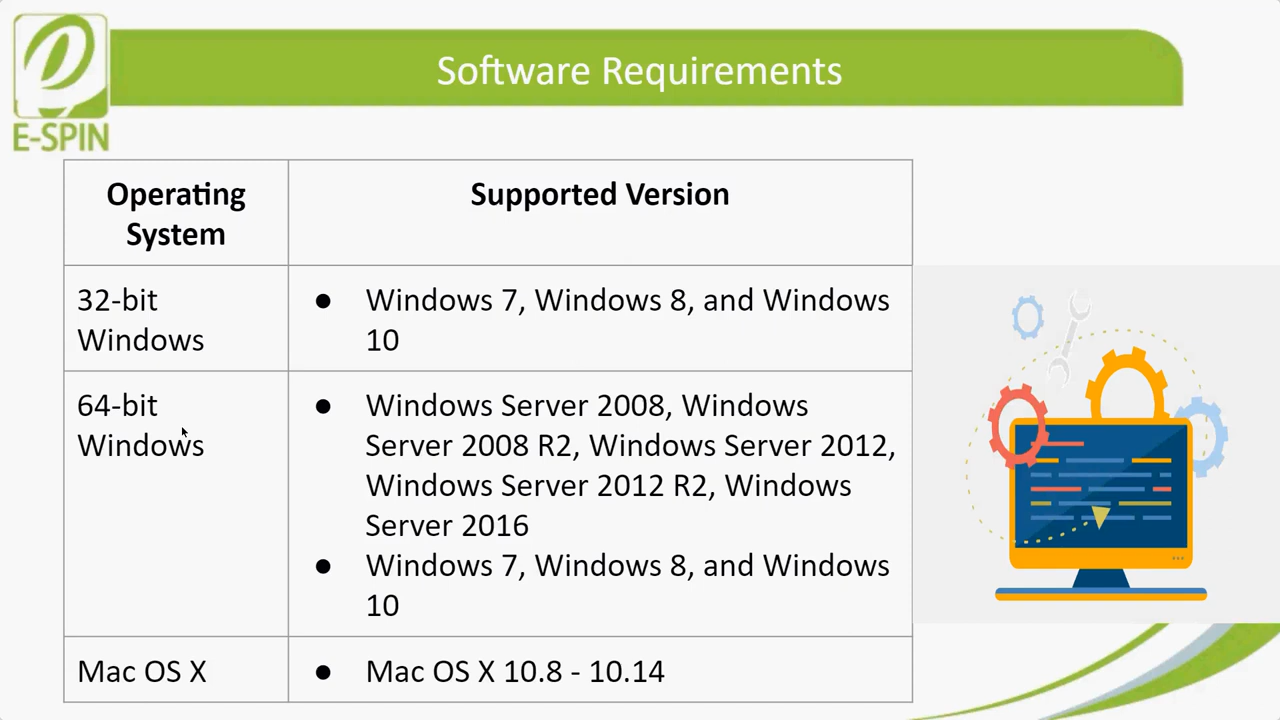 Software Requirements
E-SPIN
Operating
System
Supported Version
32-bit
Windows
● Windows 7, Windows 8, and Windows
10
64-bit
Windows
● Windows Server 2008, Windows
Server 2008 R2, Windows Server 2012,
Windows Server 2012 R2, Windows
Server 2016
● Windows 7, Windows 8, and Windows
10
Mac OS X
● Mac OS X 10.8 - 10.14